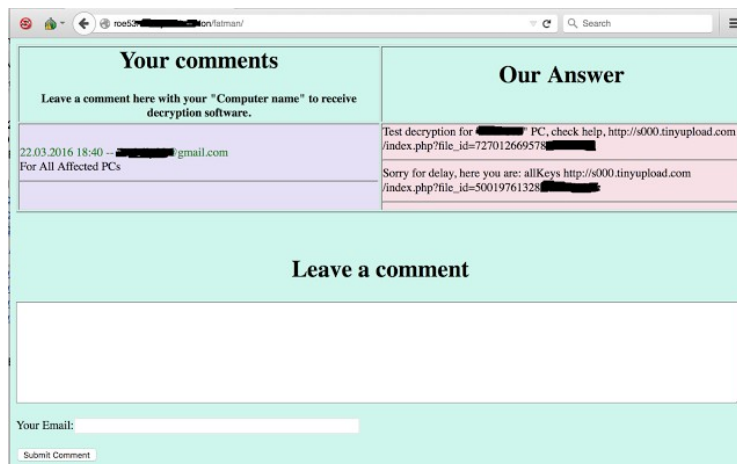 roe53 on/fatman/
Search
Your comments
Leave a comment here with your "Computer name" to receive
decryption software.
Our Answer
22.03.2016 18:40 -- @gmail.com
For All Affected PCs
Test decryption for " PC, check help, http://s000.tinyupload.com
/index.php?file_id=727012669578
Sorry for delay, here you are: allKeys http://s000.tinyupload.com
/index.php?file_id=50019761328
Leave a comment
Your Email:
Submit Comment